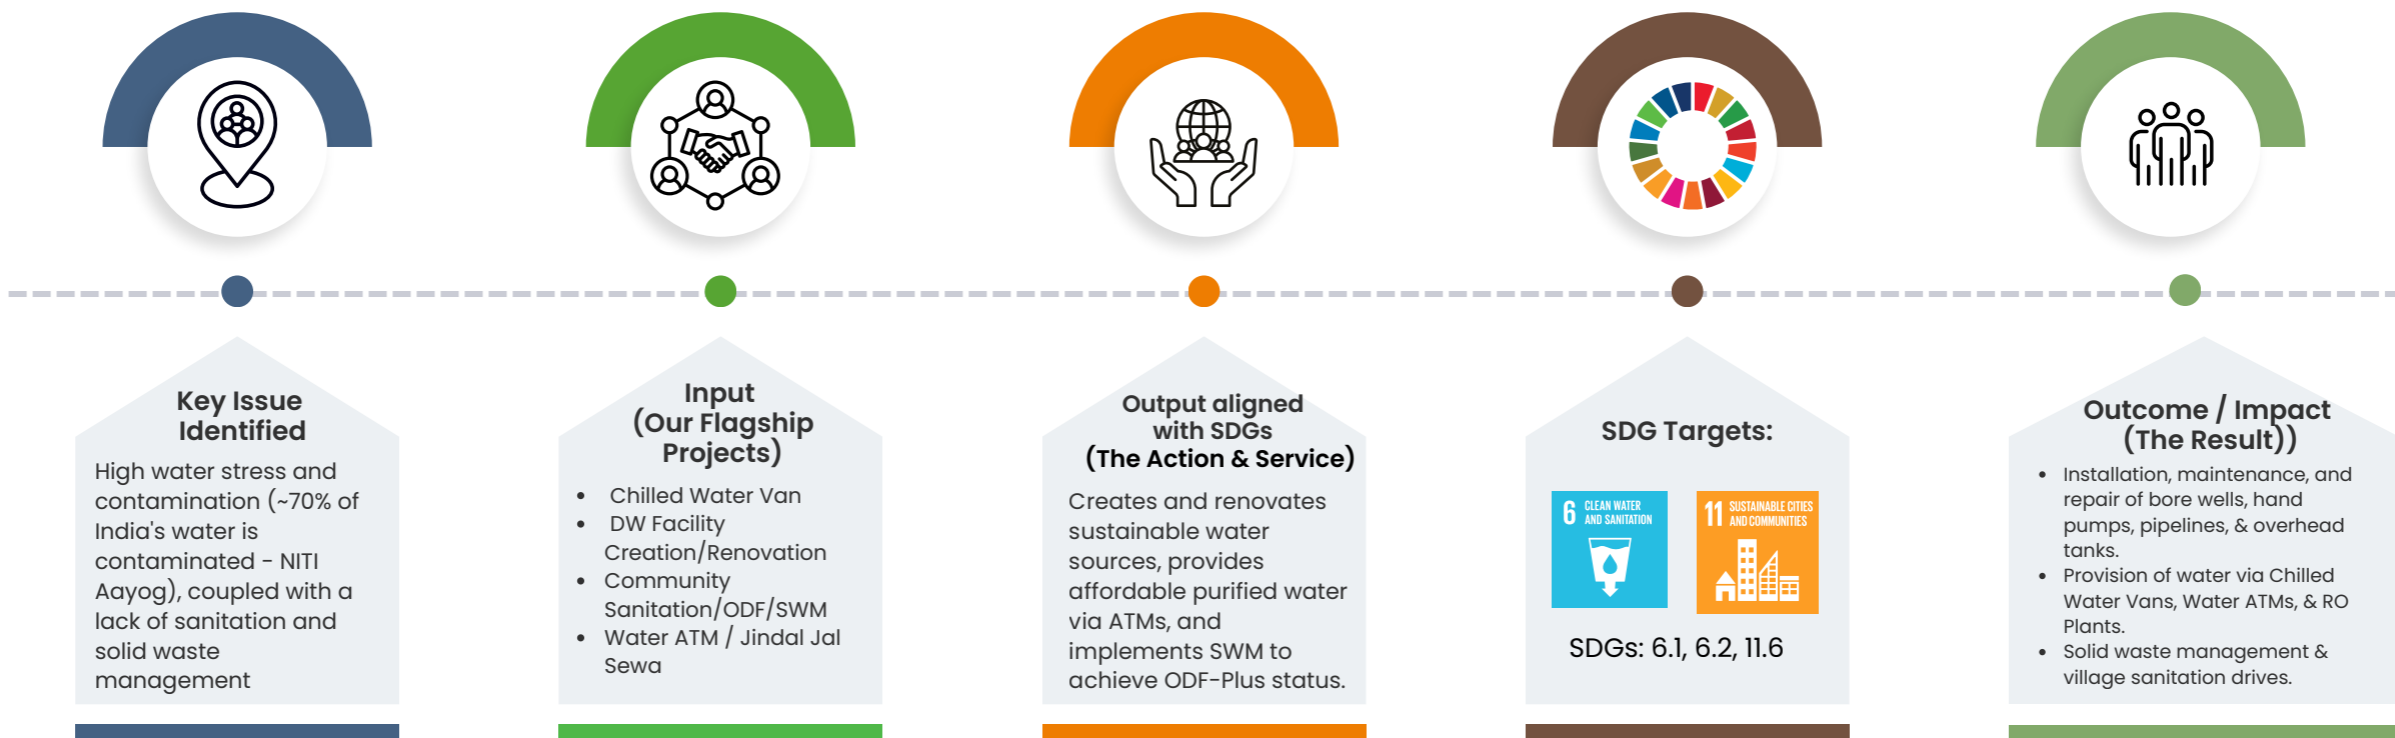 Key Issue
Identified
High water stress and
contamination (~70% of
India's water is
contaminated - NITI
Aayog), coupled with a
lack of sanitation and
solid waste
management
Input
(Our Flagship
Projects)
• Chilled Water Van
• DW Facility
Creation/Renovation
• Community
Sanitation/ODF/SWM
• Water ATM / Jindal Jal
Sewa
Output aligned
with SDGs
(The Action & Service)
Creates and renovates
sustainable water
sources, provides
affordable purified water
via ATMs, and
implements SWM to
achieve ODF-Plus status.
SDG Targets:
6 CLEAN WATER
AND SANITATION
11 SUSTAINABLE CITIES
AND COMMUNITIES
SDGs: 6.1, 6.2, 11.6
Outcome / Impact
(The Result))
• Installation, maintenance, and
repair of bore wells, hand
pumps, pipelines, & overhead
tanks.
• Provision of water via Chilled
Water Vans, Water ATMs, & RO
Plants.
• Solid waste management &
village sanitation drives.